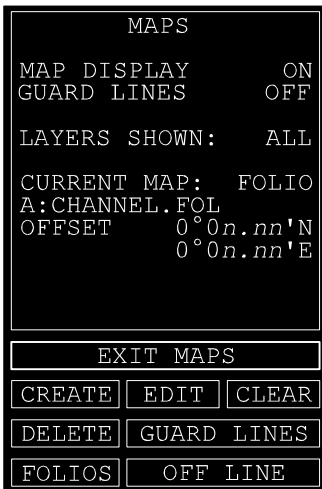 MAPS
MAP DISPLAY ON
GUARD LINES OFF
LAYERS SHOWN: ALL
CURRENT MAP: FOLIO
A:CHANNEL.FOL
OFFSET 0°0n.nn'N
0°0n.nn'E
EXIT MAPS
CREATE EDIT CLEAR
DELETE GUARD LINES
FOLIOS OFF LINE